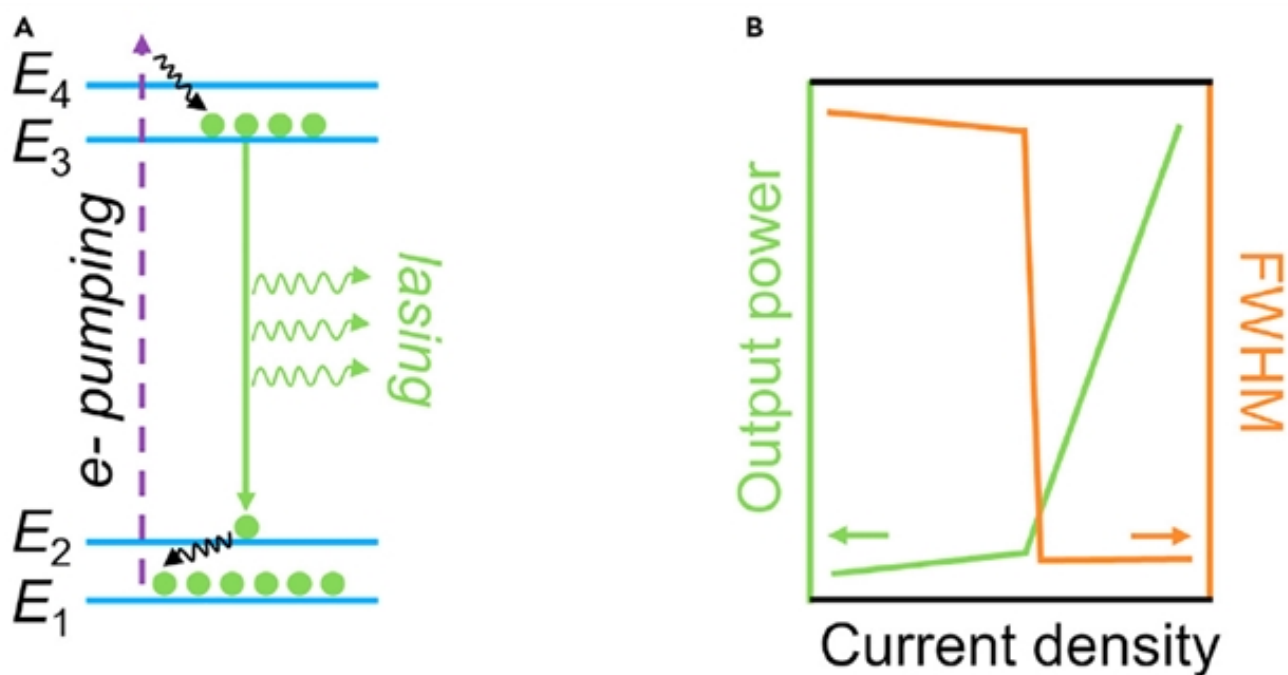 A
E4
E3
e- pumping
lasing
E2
E1
B
Output power
FWHM
Current density